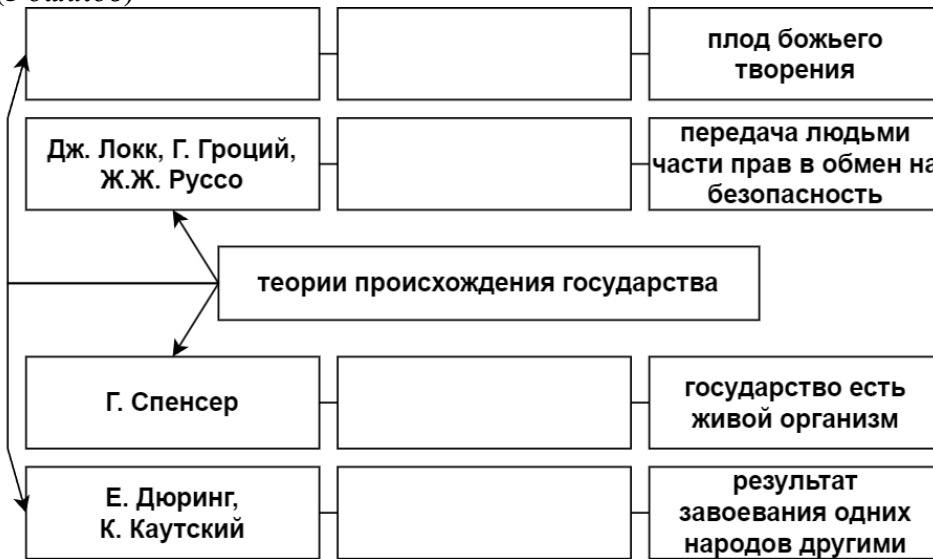 плод божьего
творения
Дж. Локк, Г. Гроций,
Ж.Ж. Руссо
передача людьми
части прав в обмен на
безопасность
теории происхождения государства
Г. Спенсер
государство есть
живой организм
Е. Дюринг,
К. Каутский
результат
завоевания одних
народов другими